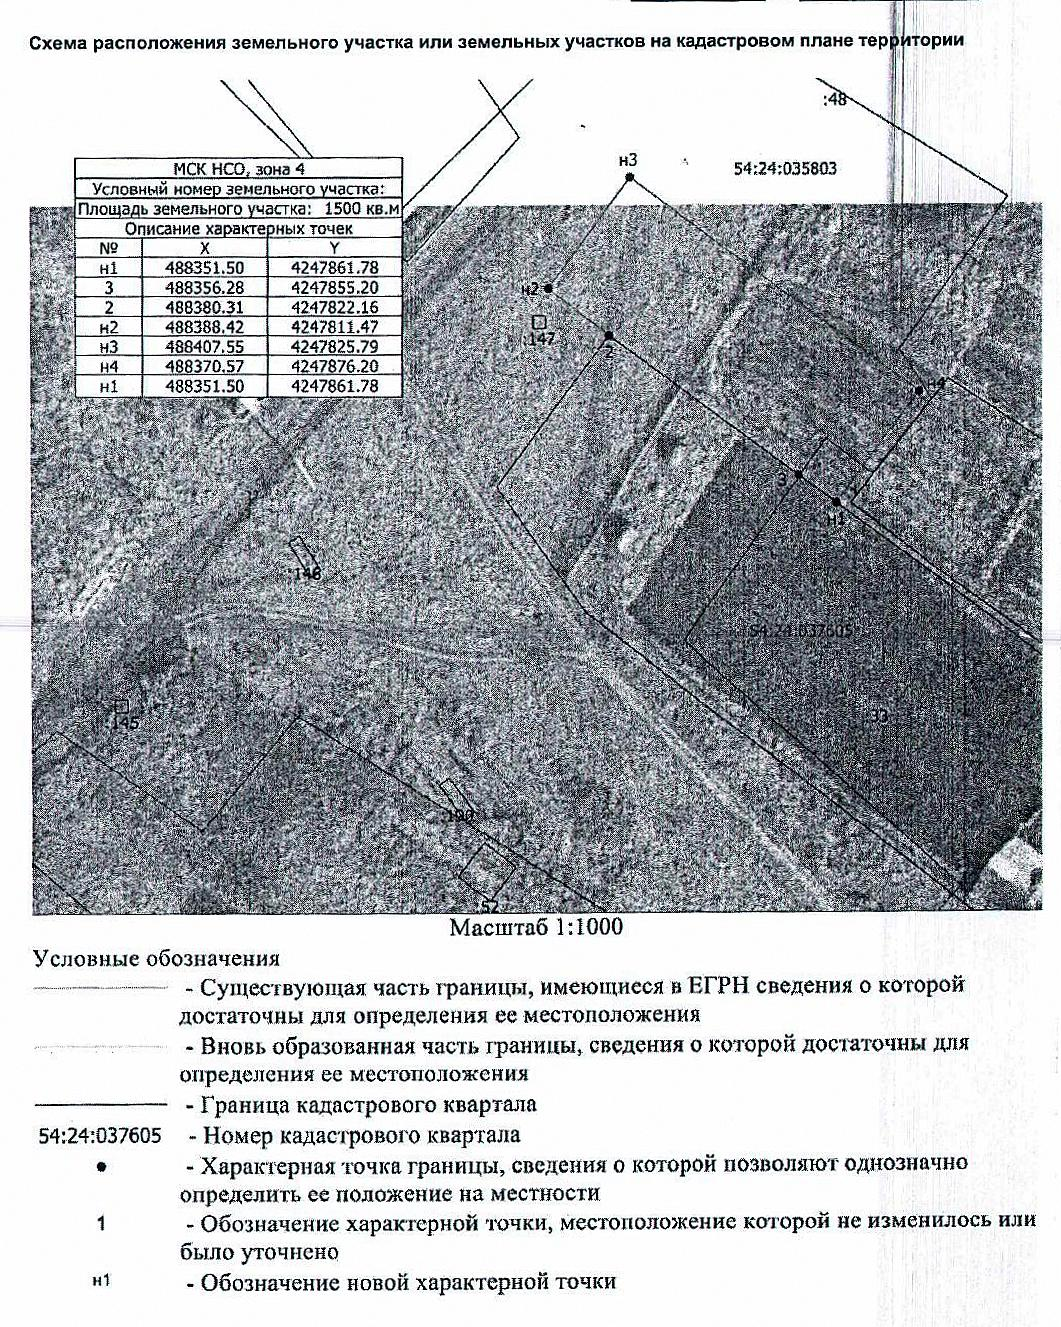 Схема расположения земельного участка или земельных участков на кадастровом плане территории
:48
н3
54:24:035803
МСК НСО, зона 4
Условный номер земельного участка:
Площадь земельного участка: 1500 кв.м
Описание характерных точек
№ X Y
н1 488351.50 4247861.78
3 488356.28 4247855.20
2 488380.31 4247822.16
н2 488388.42 4247811.47
н3 488407.55 4247825.79
н4 488370.57 4247876.20
н1 488351.50 4247861.78
н2
:147
2
н4
3
н1
:146
54:24:037605
:145
:33
:190
:52
Масштаб 1:1000
Условные обозначения
- Существующая часть границы, имеющиеся в ЕГРН сведения о которой
достаточны для определения ее местоположения
- Вновь образованная часть границы, сведения о которой достаточны для
определения ее местоположения
- Граница кадастрового квартала
54:24:037605 - Номер кадастрового квартала
- Характерная точка границы, сведения о которой позволяют однозначно
определить ее положение на местности
1 - Обозначение характерной точки, местоположение которой не изменилось или
было уточнено
н1 - Обозначение новой характерной точки